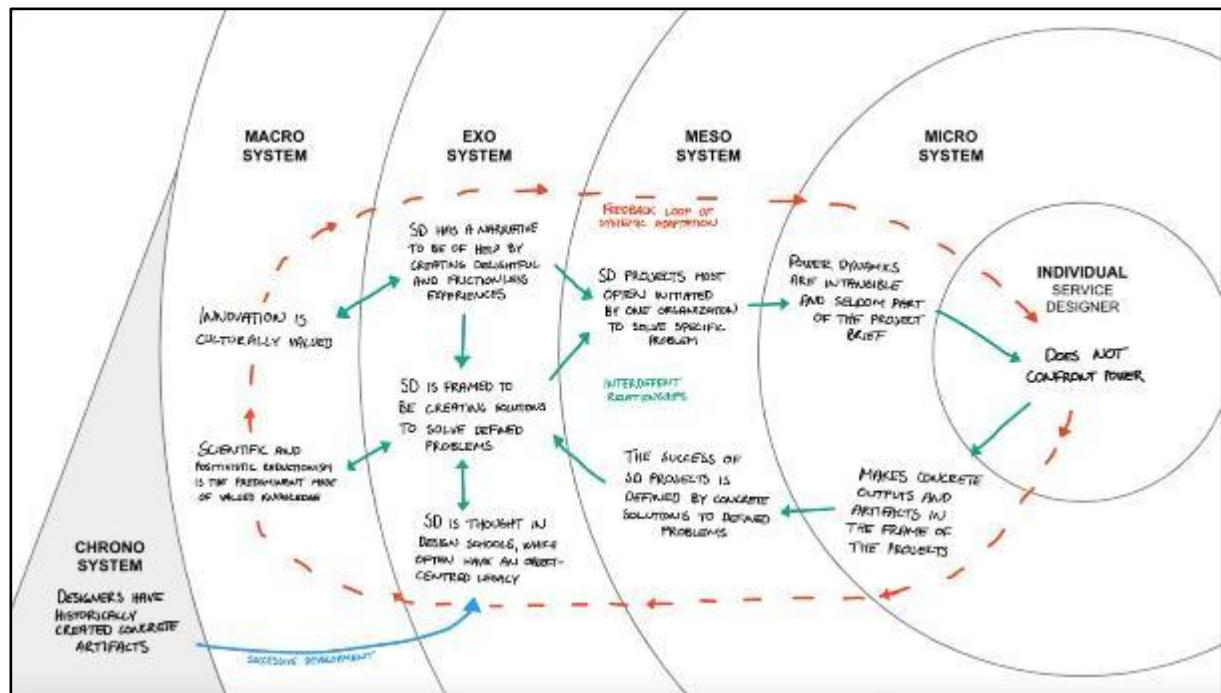 MACRO
SYSTEM
EXO
SYSTEM
MESO
SYSTEM
MICRO
SYSTEM
FEEDBACK LOOP OF
SYSTEMIC ADAPTATION
SD HAS A NARRATIVE
TO BE OF HELP BY
CREATING DELIGHTFUL
AND FRICTIONLESS
EXPERIENCES
INNOVATION IS
CULTURALLY VALUED
SD PROJECTS MOST
OFTEN INITIATED
BY ONE ORGANIZATION
TO SOLVE SPECIFIC
PROBLEM
POWER DYNAMICS
ARE INTANGIBLE
AND SELDOM PART
OF THE PROJECT
BRIEF
INDIVIDUAL
SERVICE
DESIGNER
DOES NOT
CONFRONT POWER
SD IS FRAMED TO
BE CREATING SOLUTIONS
TO SOLVE DEFINED
PROBLEMS
INTERDEPENT
RELATIONSHIPS
SCIENTIFIC AND
POSITIVISTIC REDUCTIONISM
IS THE PREDOMINANT MODE
OF VALUED KNOWLEDGE
THE SUCCESS OF
SD PROJECTS IS
DEFINED BY CONCRETE
SOLUTIONS TO DEFINED
PROBLEMS
MAKES CONCRETE
OUTPUTS AND
ARTIFACTS IN
THE FRAME OF
THE PROJECTS
SD IS THOUGHT IN
DESIGN SCHOOLS, WHICH
OFTEN HAVE AN OBJECT-
CENTRED LEGACY
CHRONO
SYSTEM
DESIGNERS HAVE
HISTORICALLY
CREATED CONCRETE
ARTIFACTS
SUCCESSIVE DEVELOPMENT